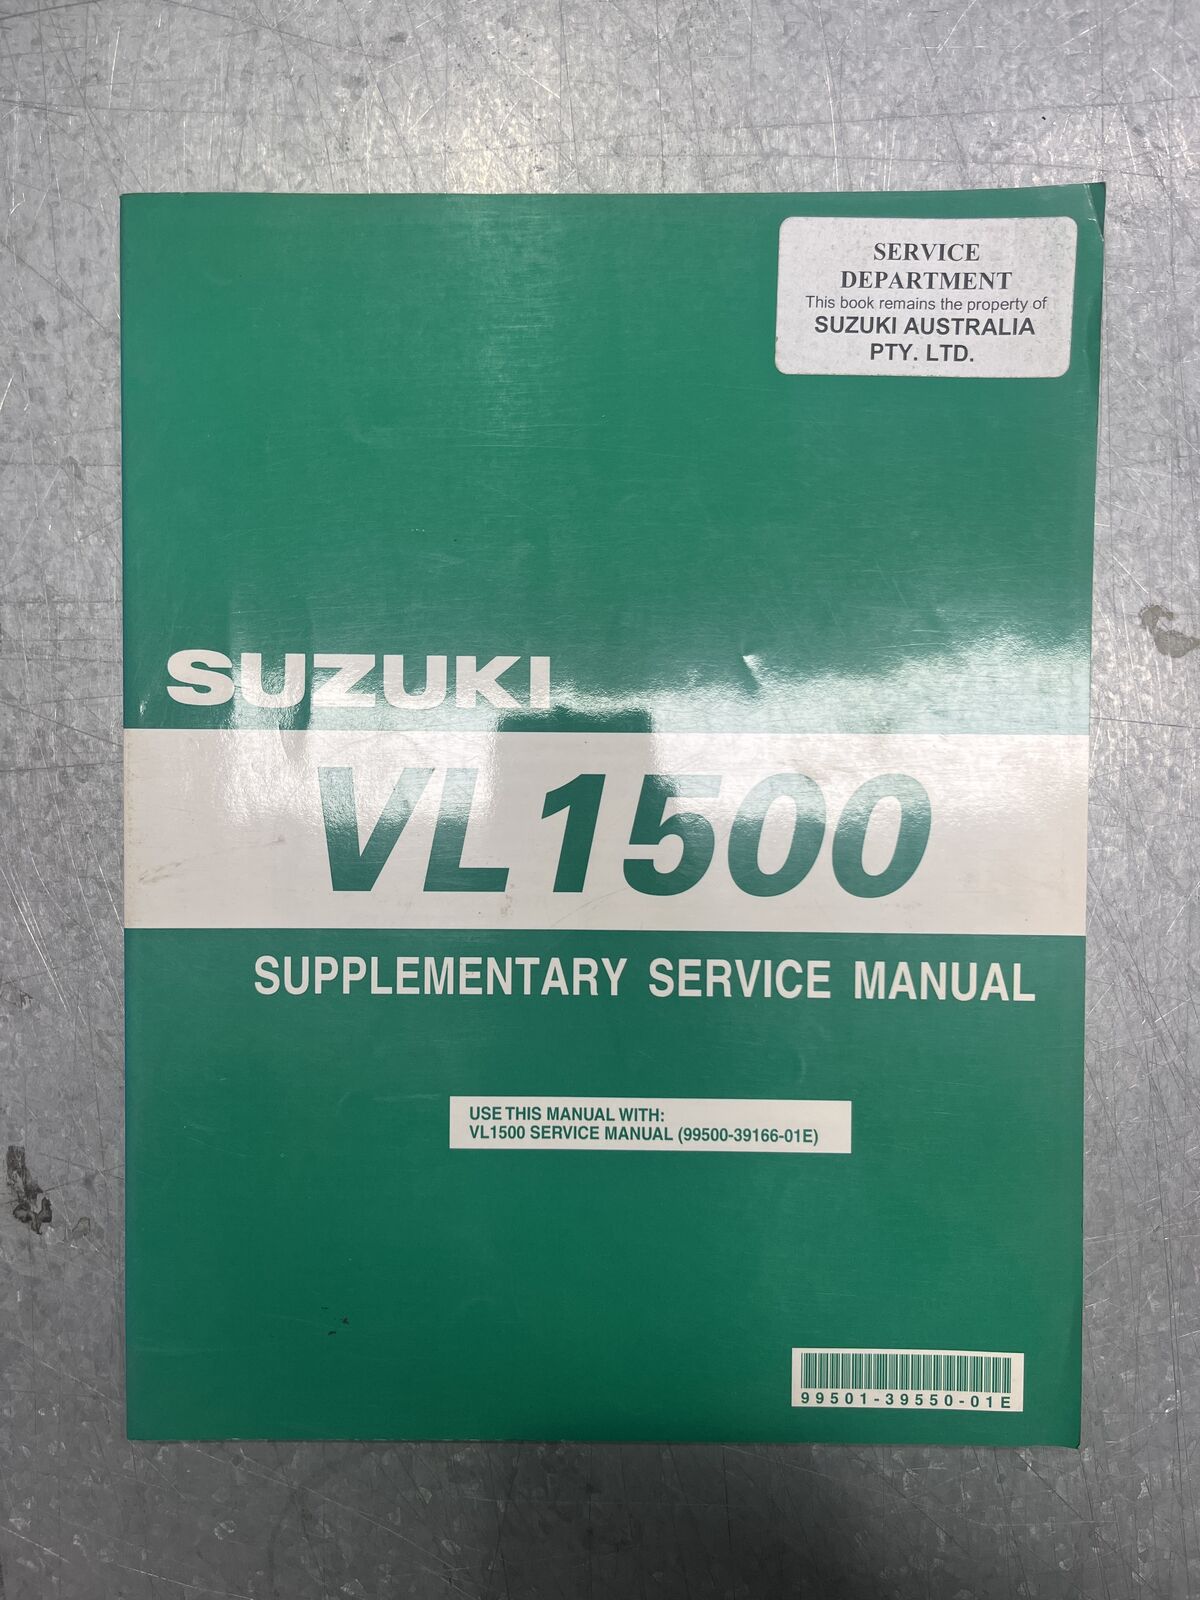 SERVICE
DEPARTMENT
This book remains the property of
SUZUKI AUSTRALIA
PTY. LTD.
SUZUKI
VL1500
SUPPLEMENTARY SERVICE MANUAL
USE THIS MANUAL WITH:
VL1500 SERVICE MANUAL (99500-39166-01E)
99501-39550-01E